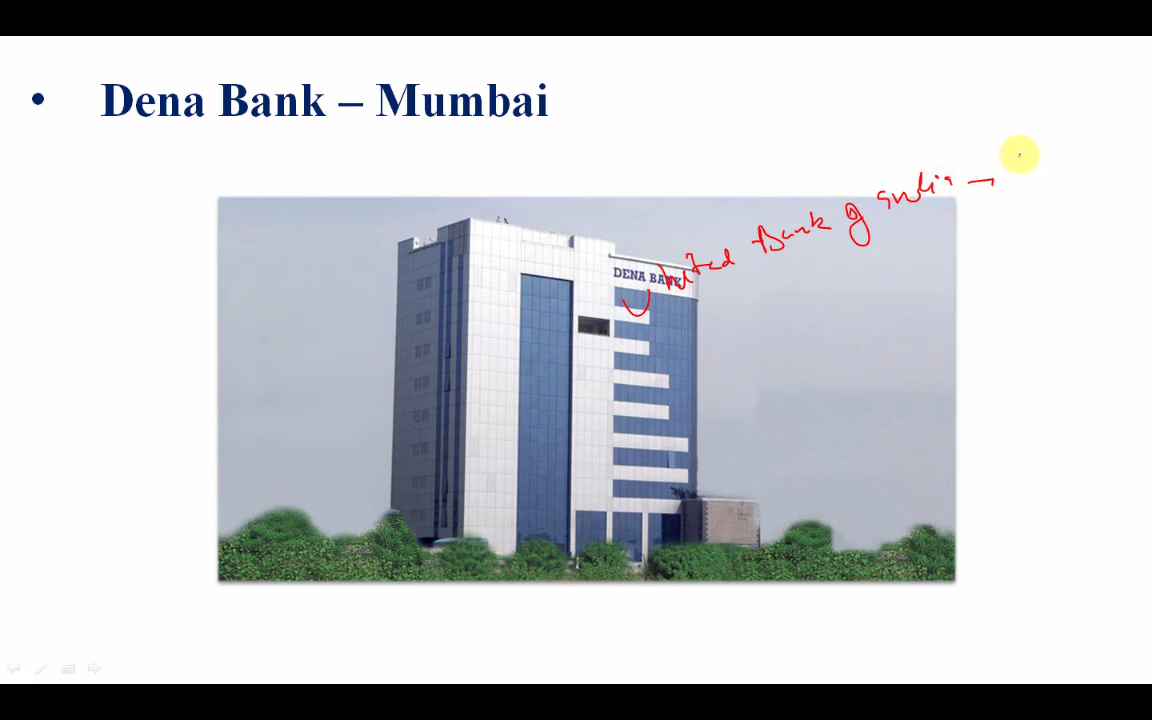 • Dena Bank – Mumbai
United Bank of India →
DENA BANK